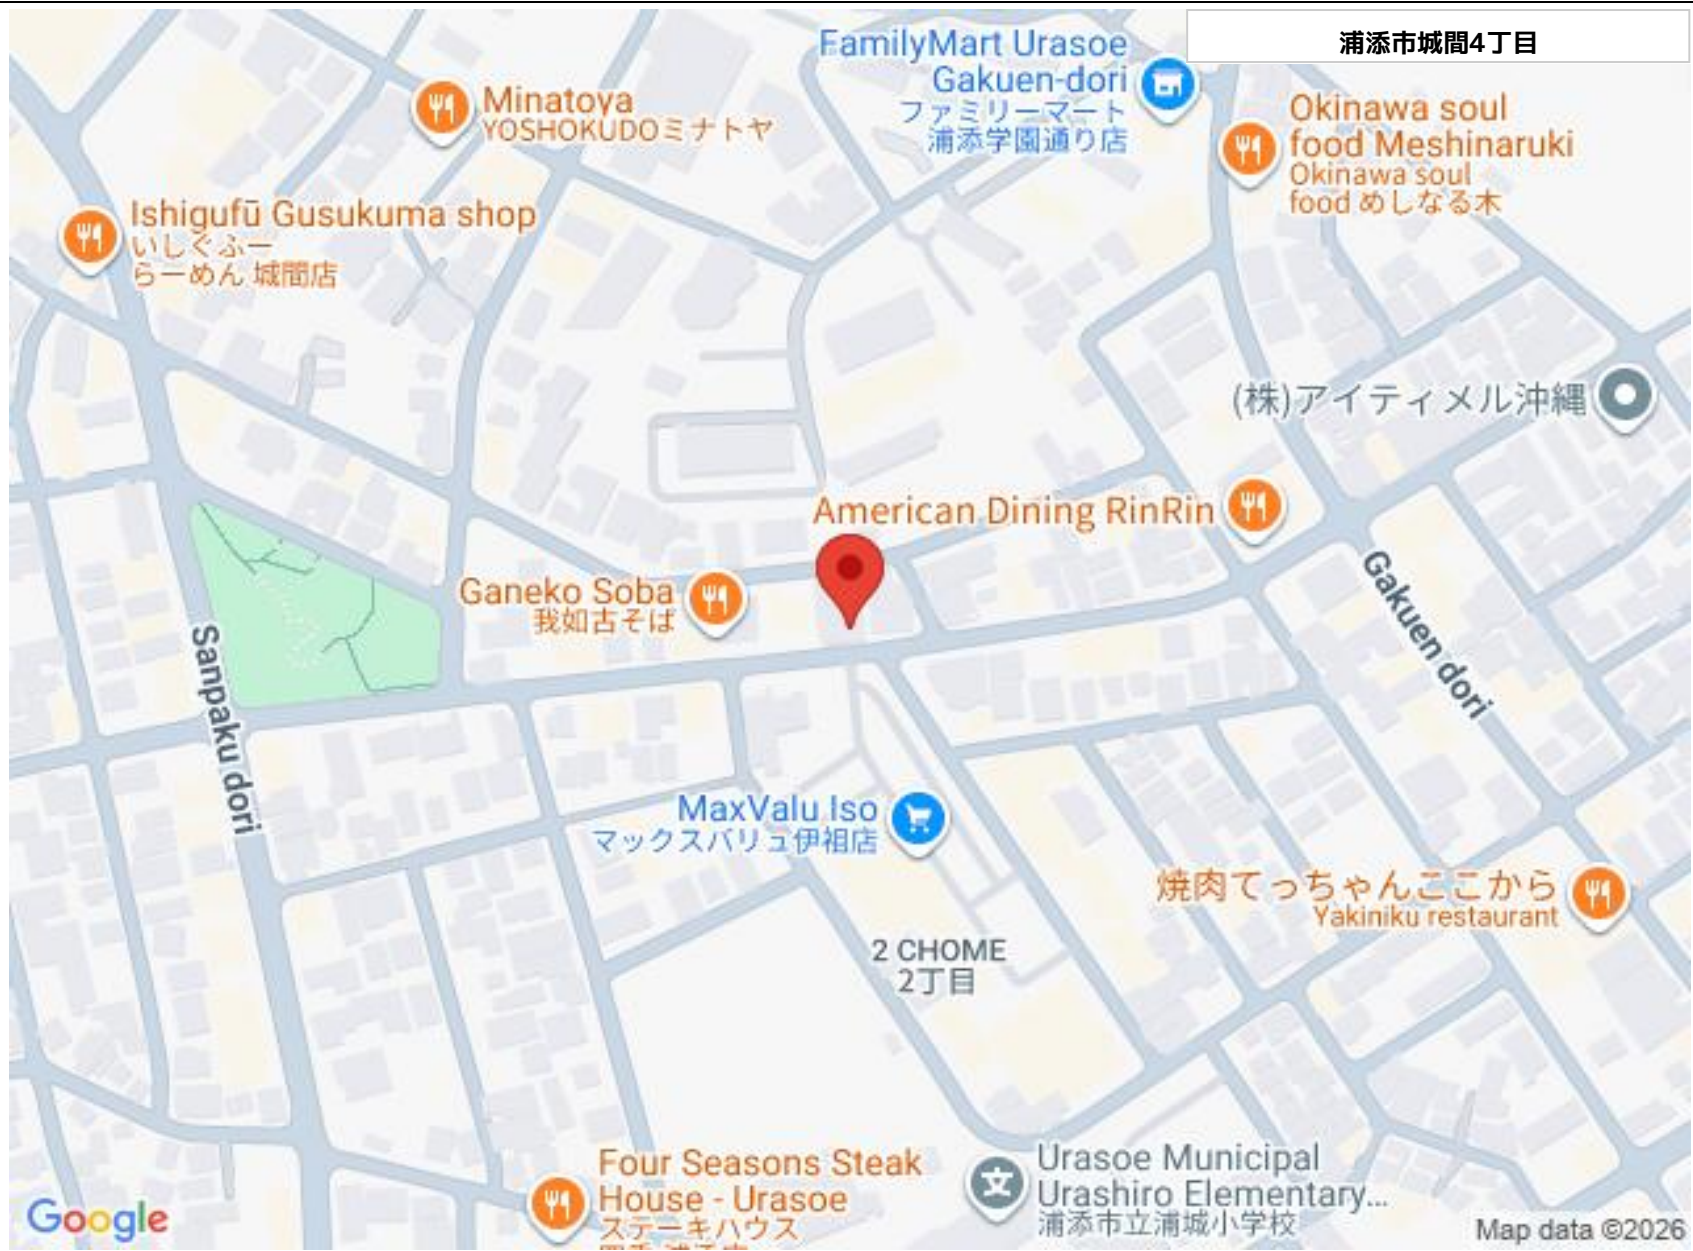 浦添市城間4丁目
FamilyMart Urasoe
Gakuen-dori
ファミリーマート
浦添学園通り店
Minatoya
YOSHOKUDOミナトヤ
Okinawa soul
food Meshinaruki
Okinawa soul
food めしなる木
Ishigufū Gusukuma shop
いしぐふー
らーめん 城間店
(株)アイティメル沖縄
American Dining RinRin
Ganeko Soba
我如古そば
Gakuen dori
Sanpaku dori
MaxValu Iso
マックスバリュ伊祖店
焼肉てっちゃんここから
Yakiniku restaurant
2 CHOME
2丁目
Four Seasons Steak
House - Urasoe
ステーキハウス
Urasoe Municipal
Urashiro Elementary...
浦添市立浦城小学校
Google
Map data ©2026